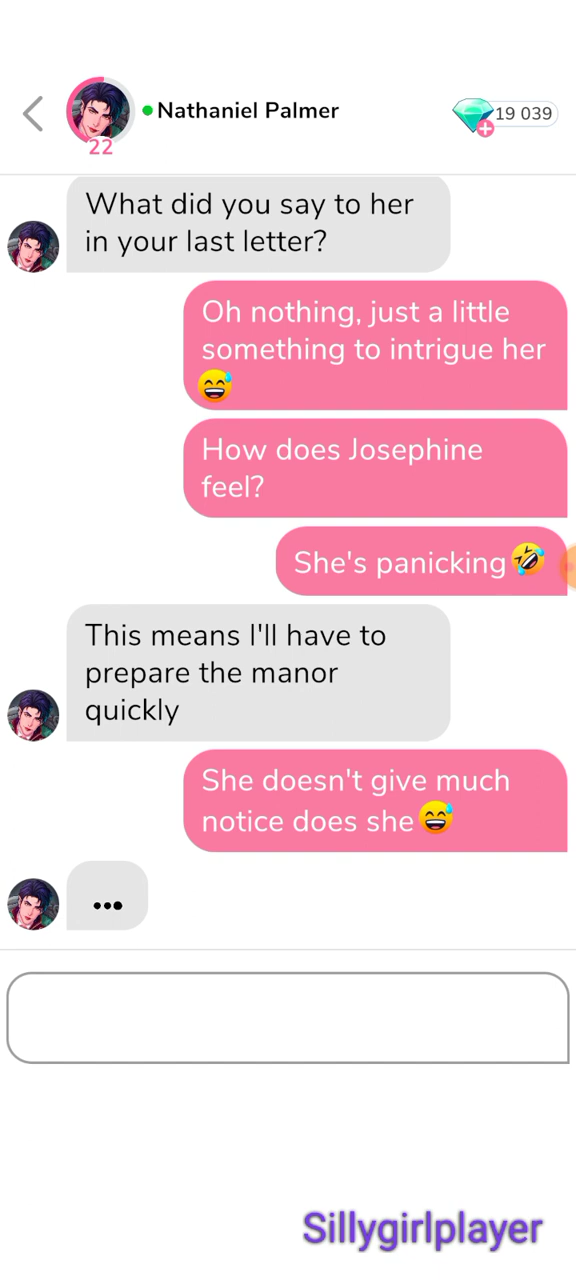 Nathaniel Palmer
19 039
22
What did you say to her
in your last letter?
Oh nothing, just a little
something to intrigue her
😅
How does Josephine
feel?
She's panicking🤣
This means I'll have to
prepare the manor
quickly
She doesn't give much
notice does she😅
...
Sillygirlplayer